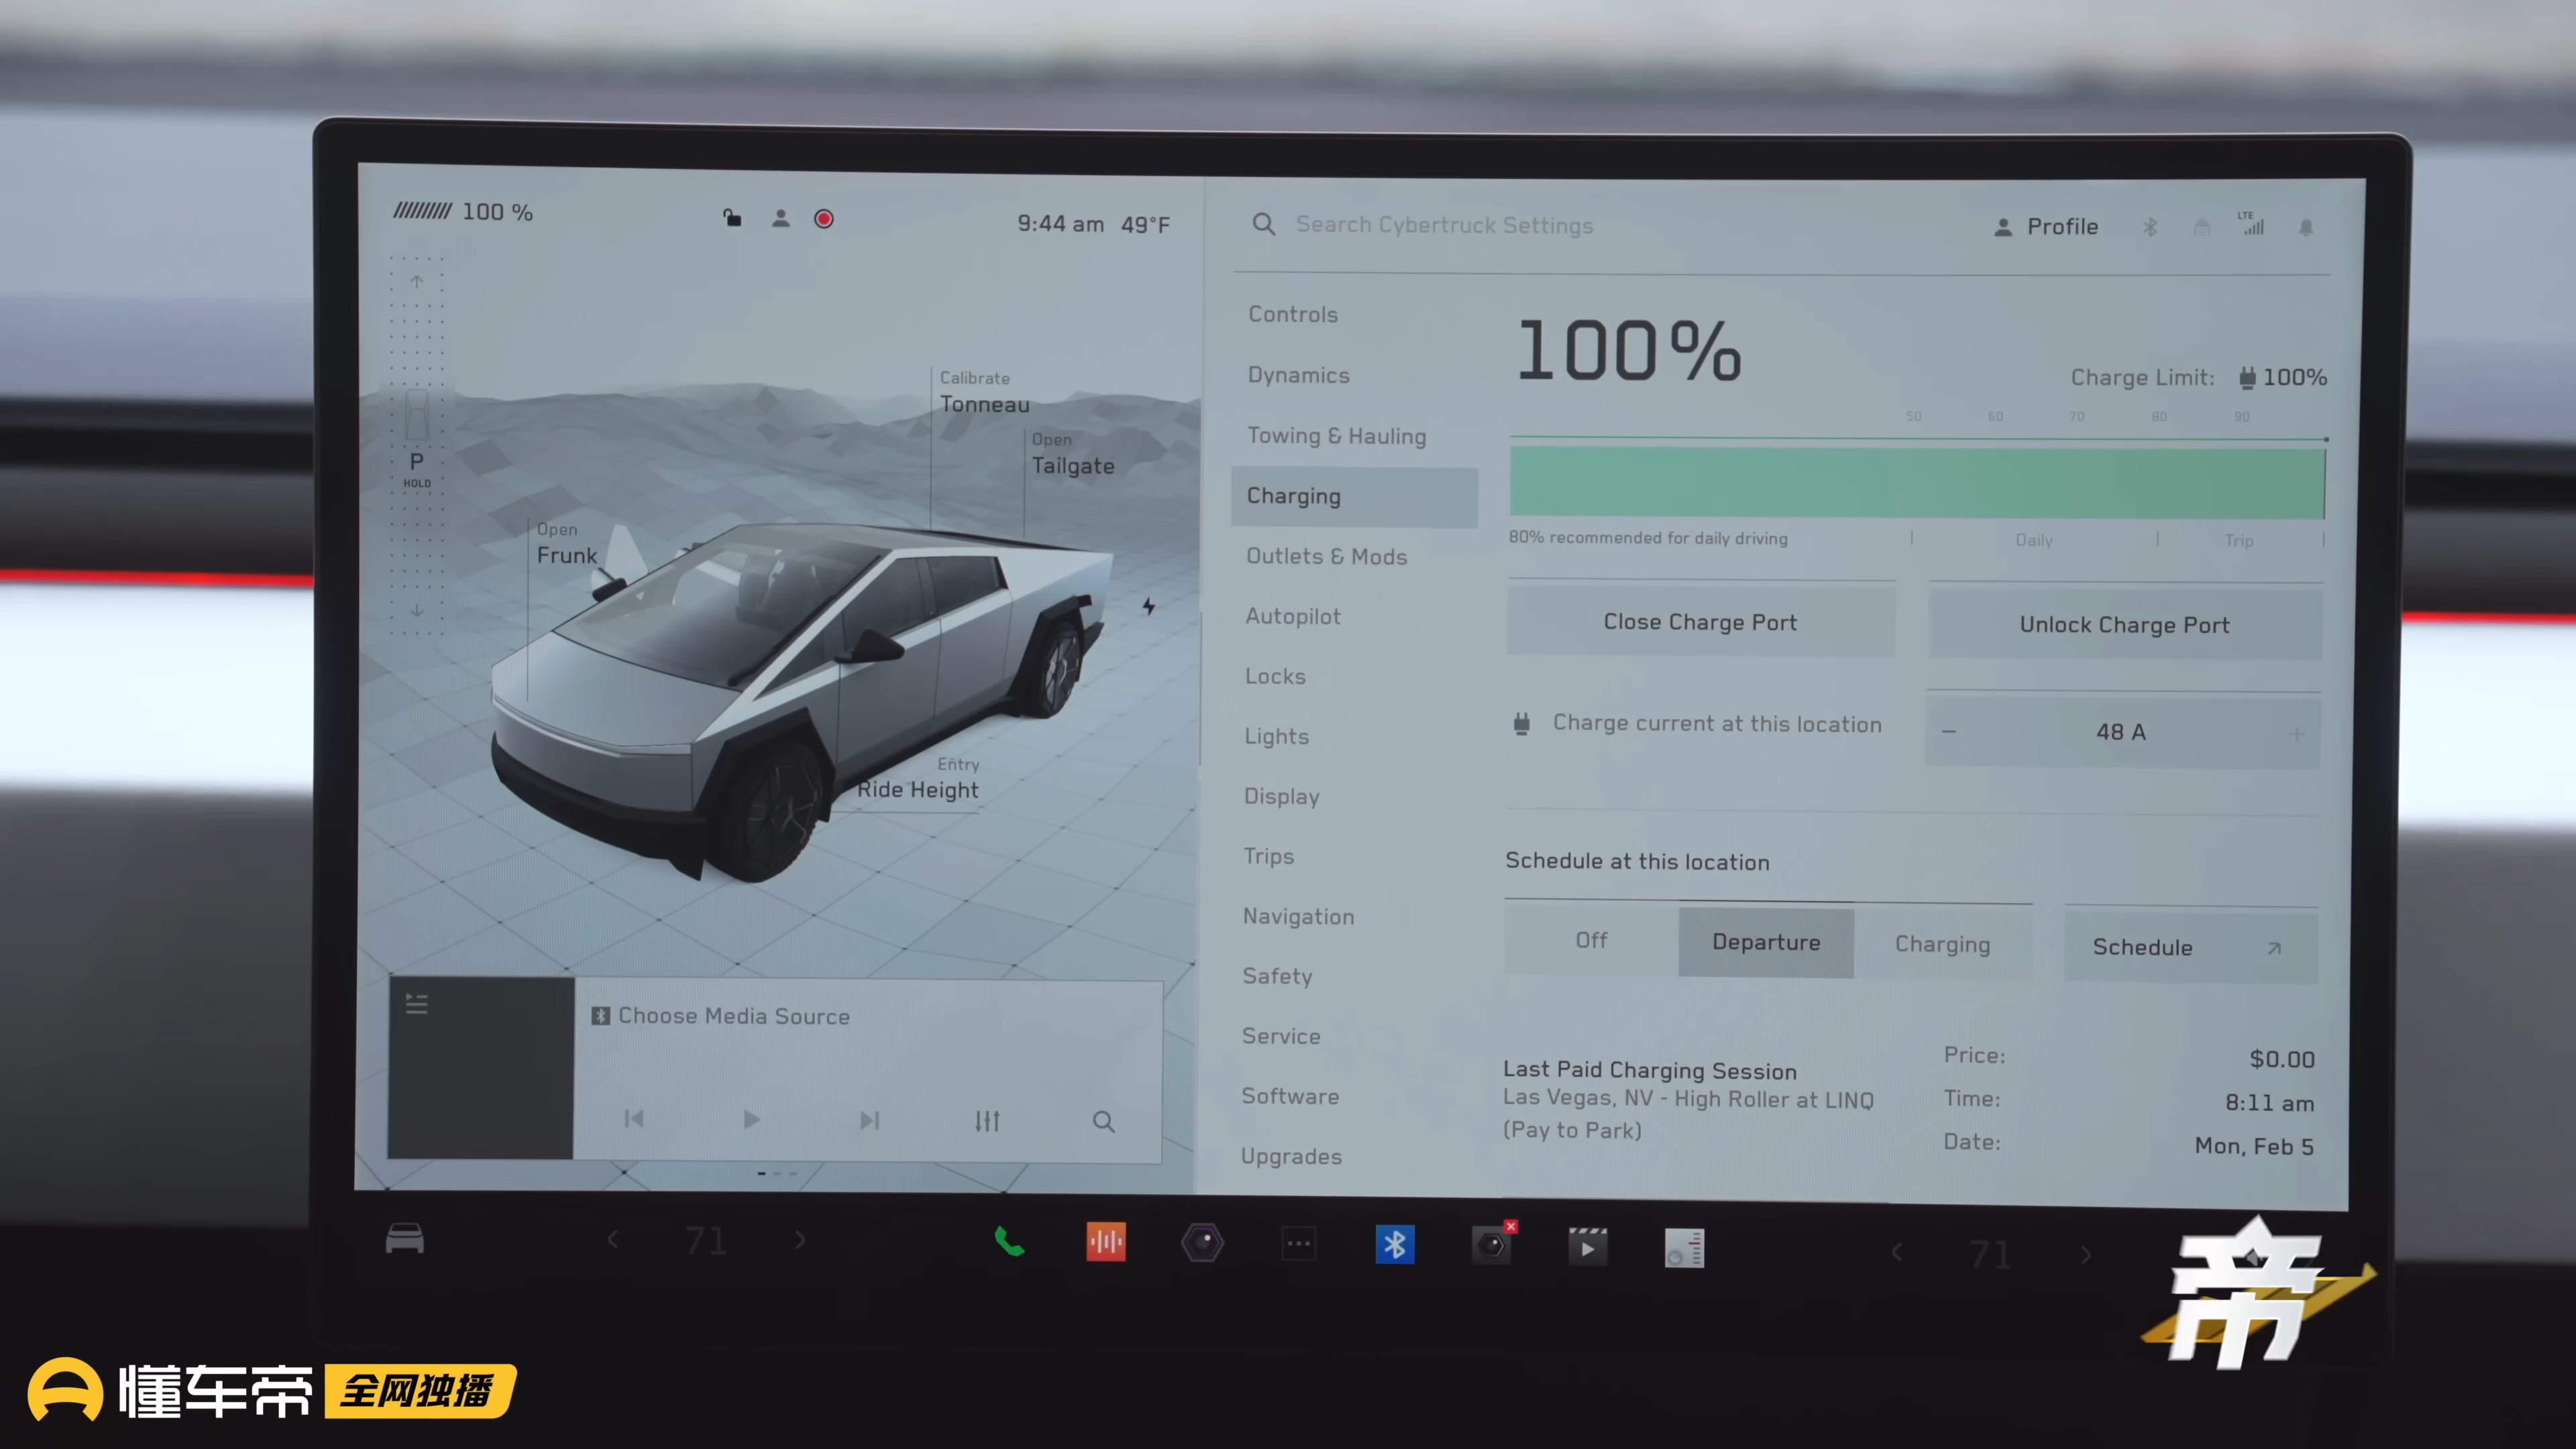 100 %
9:44 am 49°F
P
HOLD
Calibrate
Tonneau
Open
Tailgate
Open
Frunk
Entry
Ride Height
Choose Media Source
Search Cybertruck Settings
Profile
LTE
Controls
Dynamics
Towing & Hauling
Charging
Outlets & Mods
Autopilot
Locks
Lights
Display
Trips
Navigation
Safety
Service
Software
Upgrades
100%
Charge Limit: 100%
50 60 70 80 90
80% recommended for daily driving
Daily Trip
Close Charge Port
Unlock Charge Port
Charge current at this location
− 48 A +
Schedule at this location
Off Departure Charging
Schedule
Last Paid Charging Session
Las Vegas, NV - High Roller at LINQ
(Pay to Park)
Price: $0.00
Time: 8:11 am
Date: Mon, Feb 5
71
71
帝
懂车帝 全网独播